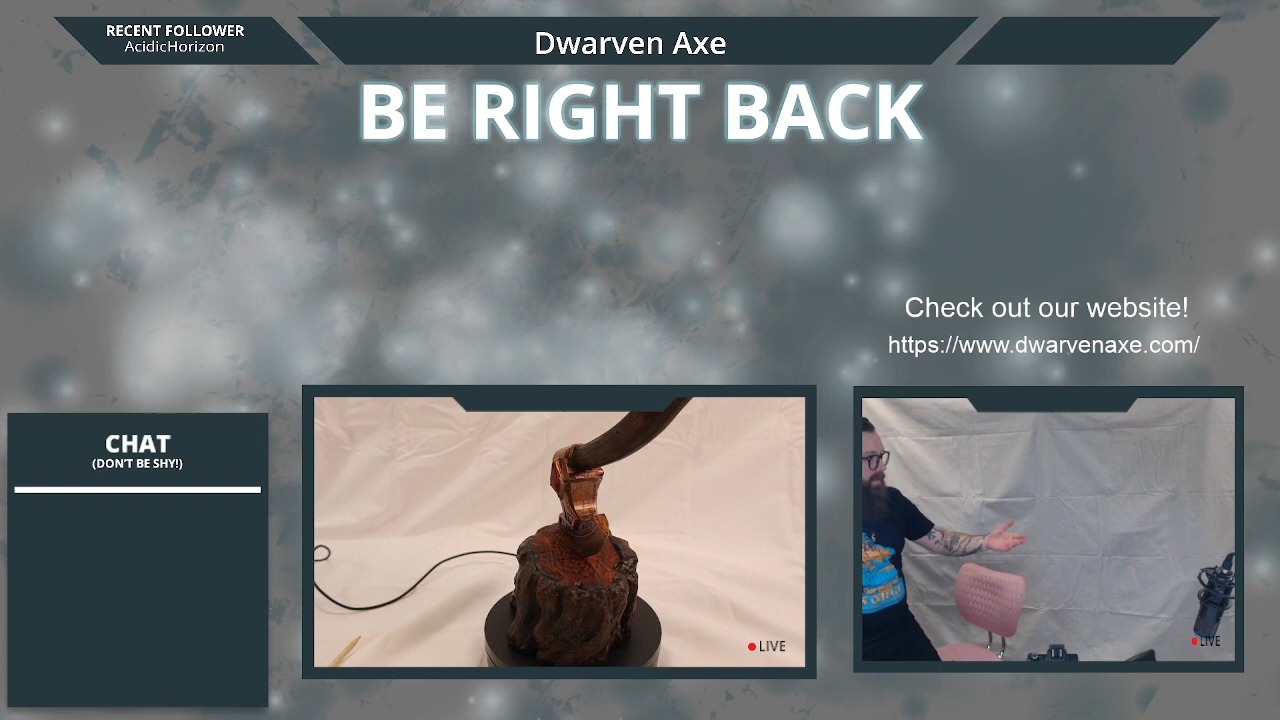 RECENT FOLLOWER
AcidicHorizon
Dwarven Axe
BE RIGHT BACK
Check out our website!
https://www.dwarvenaxe.com/
CHAT
(DON'T BE SHY!)
LIVE
LIVE